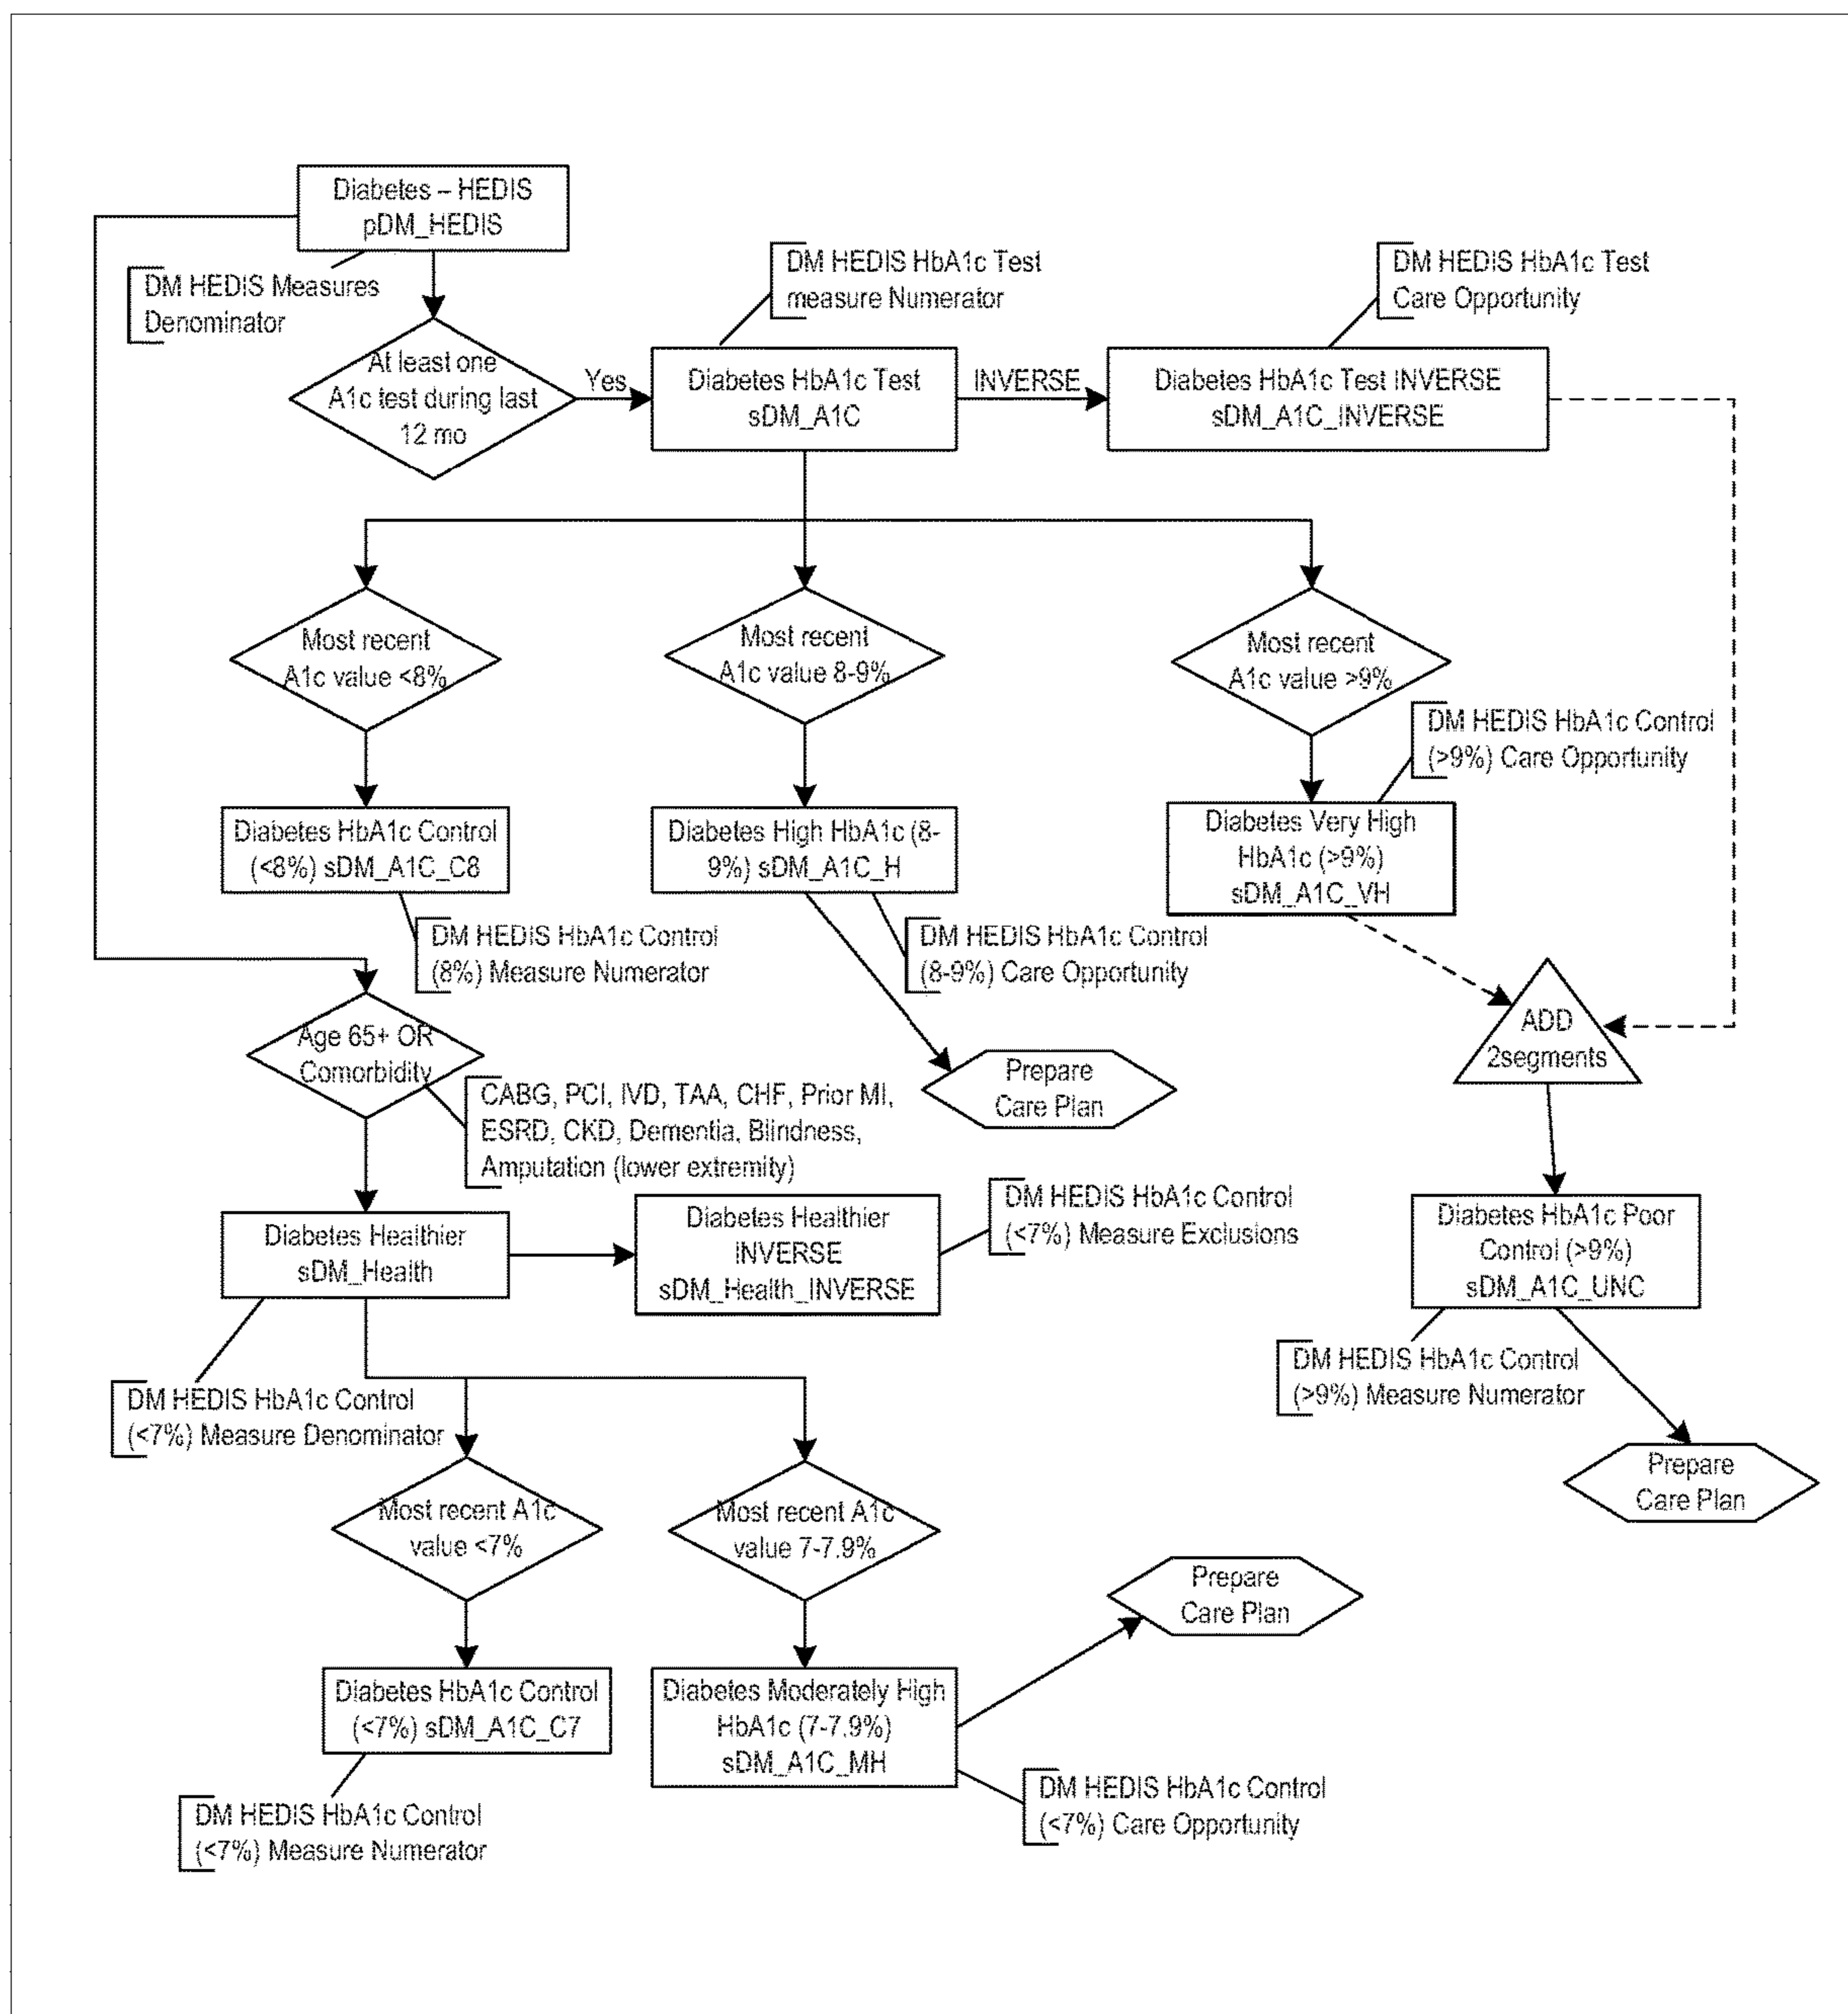 Diabetes – HEDIS
pDM_HEDIS
DM HEDIS Measures
Denominator
At least one
A1c test during last
12 mo
Yes
DM HEDIS HbA1c Test
measure Numerator
Diabetes HbA1c Test
sDM_A1C
INVERSE
DM HEDIS HbA1c Test
Care Opportunity
Diabetes HbA1c Test INVERSE
sDM_A1C_INVERSE
Most recent
A1c value <8%
Most recent
A1c value 8-9%
Most recent
A1c value >9%
DM HEDIS HbA1c Control
(>9%) Care Opportunity
Diabetes HbA1c Control
(<8%) sDM_A1C_C8
Diabetes High HbA1c (8-
9%) sDM_A1C_H
Diabetes Very High
HbA1c (>9%)
sDM_A1C_VH
DM HEDIS HbA1c Control
(8%) Measure Numerator
DM HEDIS HbA1c Control
(8-9%) Care Opportunity
Age 65+ OR
Comorbidity
CABG, PCI, IVD, TAA, CHF, Prior MI,
ESRD, CKD, Dementia, Blindness,
Amputation (lower extremity)
Prepare
Care Plan
ADD
2segments
Diabetes Healthier
sDM_Health
Diabetes Healthier
INVERSE
sDM_Health_INVERSE
DM HEDIS HbA1c Control
(<7%) Measure Exclusions
Diabetes HbA1c Poor
Control (>9%)
sDM_A1C_UNC
DM HEDIS HbA1c Control
(<7%) Measure Denominator
DM HEDIS HbA1c Control
(>9%) Measure Numerator
Prepare
Care Plan
Most recent A1c
value <7%
Most recent A1c
value 7-7.9%
Prepare
Care Plan
Diabetes HbA1c Control
(<7%) sDM_A1C_C7
Diabetes Moderately High
HbA1c (7-7.9%)
sDM_A1C_MH
DM HEDIS HbA1c Control
(<7%) Measure Numerator
DM HEDIS HbA1c Control
(<7%) Care Opportunity